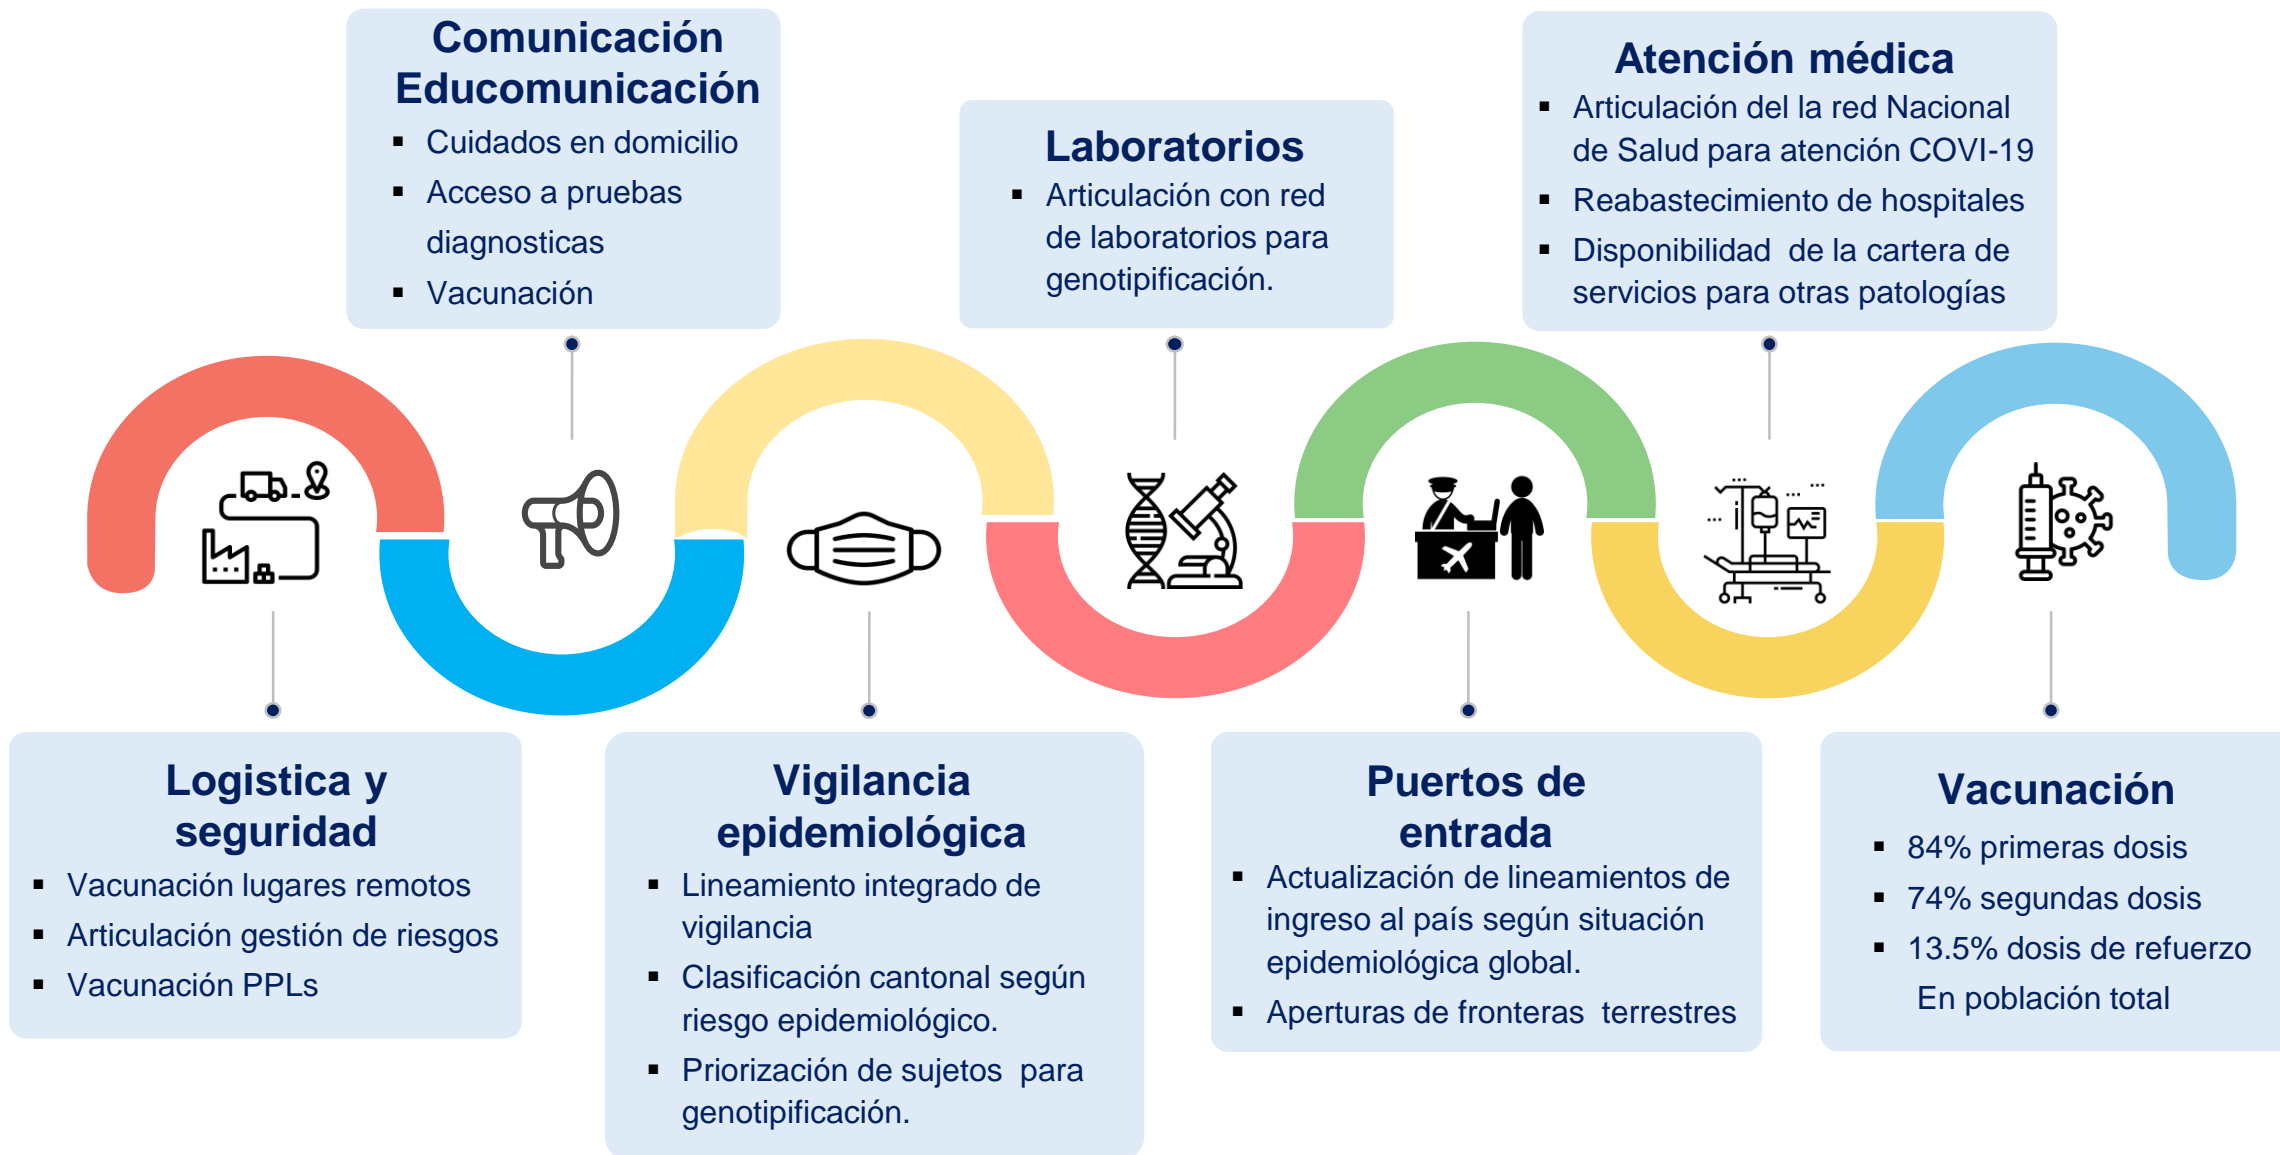 Comunicación
Educomunicación
▪ Cuidados en domicilio
▪ Acceso a pruebas
diagnosticas
▪ Vacunación
Laboratorios
▪ Articulación con red
de laboratorios para
genotipificación.
Atención médica
▪ Articulación del la red Nacional
de Salud para atención COVI-19
▪ Reabastecimiento de hospitales
▪ Disponibilidad de la cartera de
servicios para otras patologías
Logistica y
seguridad
▪ Vacunación lugares remotos
▪ Articulación gestión de riesgos
▪ Vacunación PPLs
Vigilancia
epidemiológica
▪ Lineamiento integrado de
vigilancia
▪ Clasificación cantonal según
riesgo epidemiológico.
▪ Priorización de sujetos para
genotipificación.
Puertos de
entrada
▪ Actualización de lineamientos de
ingreso al país según situación
epidemiológica global.
▪ Aperturas de fronteras terrestres
Vacunación
▪ 84% primeras dosis
▪ 74% segundas dosis
▪ 13.5% dosis de refuerzo
En población total